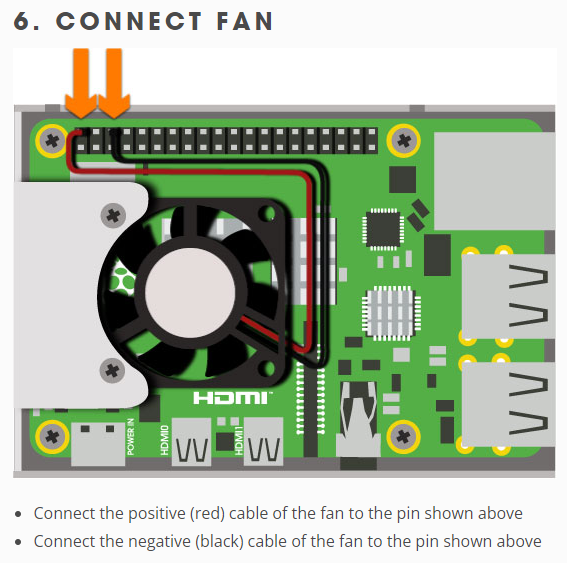 6. CONNECT FAN
HDMI
POWER IN
HDMI0
HDMI1
Connect the positive (red) cable of the fan to the pin shown above
Connect the negative (black) cable of the fan to the pin shown above